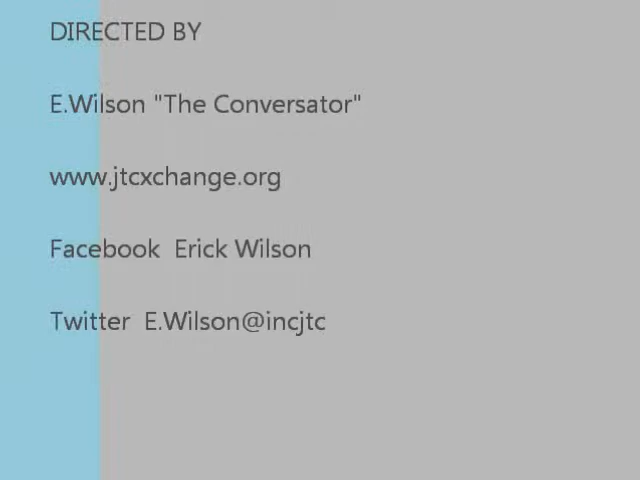 DIRECTED BY
E.Wilson "The Conversator"
www.jtcxchange.org
Facebook  Erick Wilson
Twitter  E.Wilson@incjtc